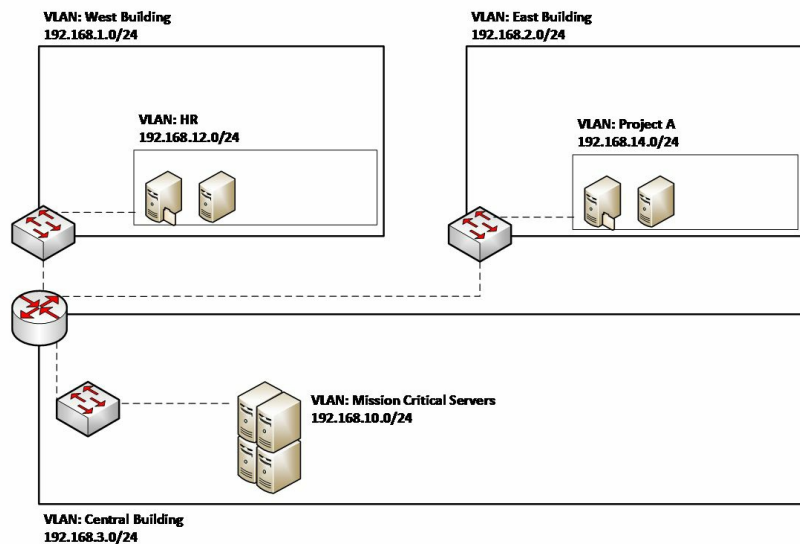 VLAN: West Building
192.168.1.0/24
VLAN: East Building
192.168.2.0/24
VLAN: HR
192.168.12.0/24
VLAN: Project A
192.168.14.0/24
VLAN: Mission Critical Servers
192.168.10.0/24
VLAN: Central Building
192.168.3.0/24